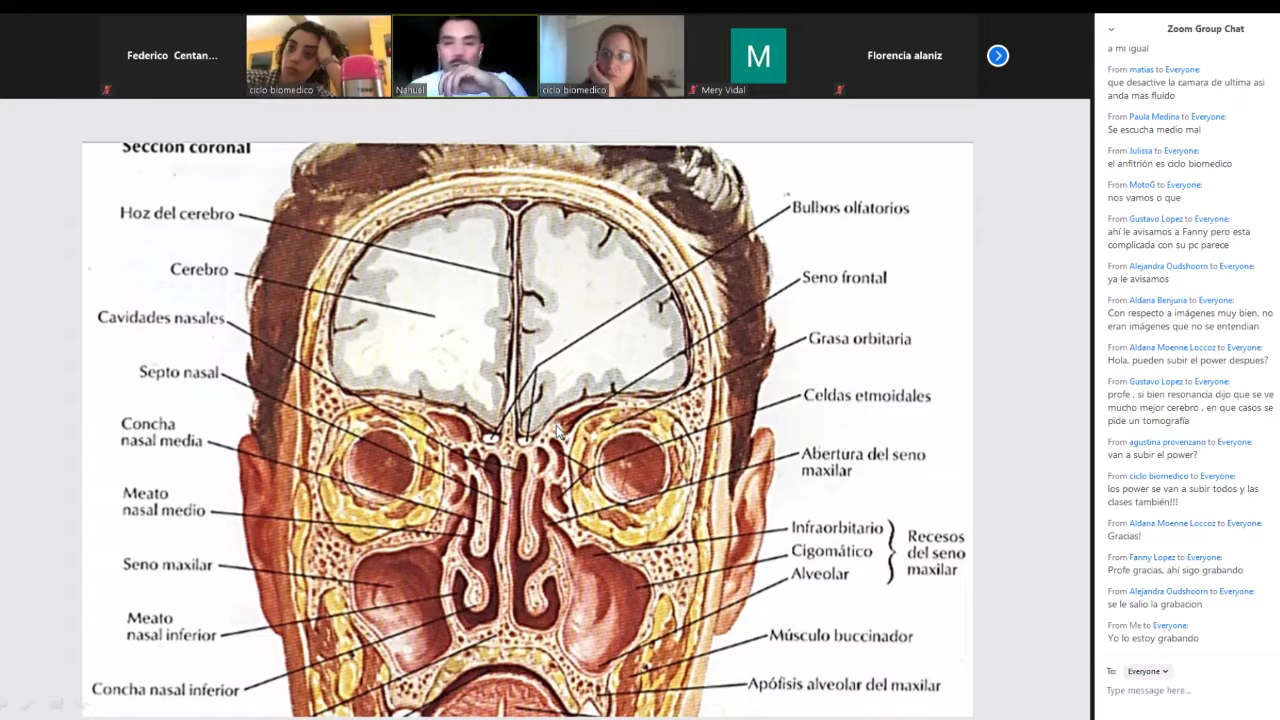 Federico Centan...
ciclo biomedico
Nanuel
ciclo biomedico
M
Mery Vidal
Florencia alaniz
Sección coronal
Hoz del cerebro
Cerebro
Cavidades nasales
Septo nasal
Concha
nasal media
Meato
nasal medio
Seno maxilar
Meato
nasal inferior
Concha nasal inferior
Bulbos olfatorios
Seno frontal
Grasa orbitaria
Celdas etmoidales
Abertura del seno
maxilar
Infraorbitario
Cigomático
Alveolar
Recesos
del seno
maxilar
Músculo buccinador
Apófisis alveolar del maxilar
Zoom Group Chat
a mi igual
From matias to Everyone:
que desactive la camara de ultima asi
anda mas fluido
From Paula Medina to Everyone:
Se escucha medio mal
From Julissa to Everyone:
el anfitrión es ciclo biomedico
From MotoG to Everyone:
nos vamos o que
From Gustavo Lopez to Everyone:
ahí le avisamos a Fanny pero esta
complicada con su pc parece
From Alejandra Oudshoorn to Everyone:
ya le avisamos
From Aldana Benjuria to Everyone:
Con respecto a imágenes muy bien, no
eran imágenes que no se entendian
From Aldana Moenne Loccoz to Everyone:
Hola, pueden subir el power despues?
From Gustavo Lopez to Everyone:
profe , si bien resonancia dijo que se ve
mucho mejor cerebro , en que casos se
pide un tomografía
From agustina provenzano to Everyone:
van a subir el power?
From ciclo biomedico to Everyone:
los power se van a subir todos y las
clases también!!!
From Aldana Moenne Loccoz to Everyone:
Gracias!
From Fanny Lopez to Everyone:
Profe gracias, ahí sigo grabando
From Alejandra Oudshoorn to Everyone:
se le salio la grabacion
From Me to Everyone:
Yo lo estoy grabando
To: Everyone
Type message here...